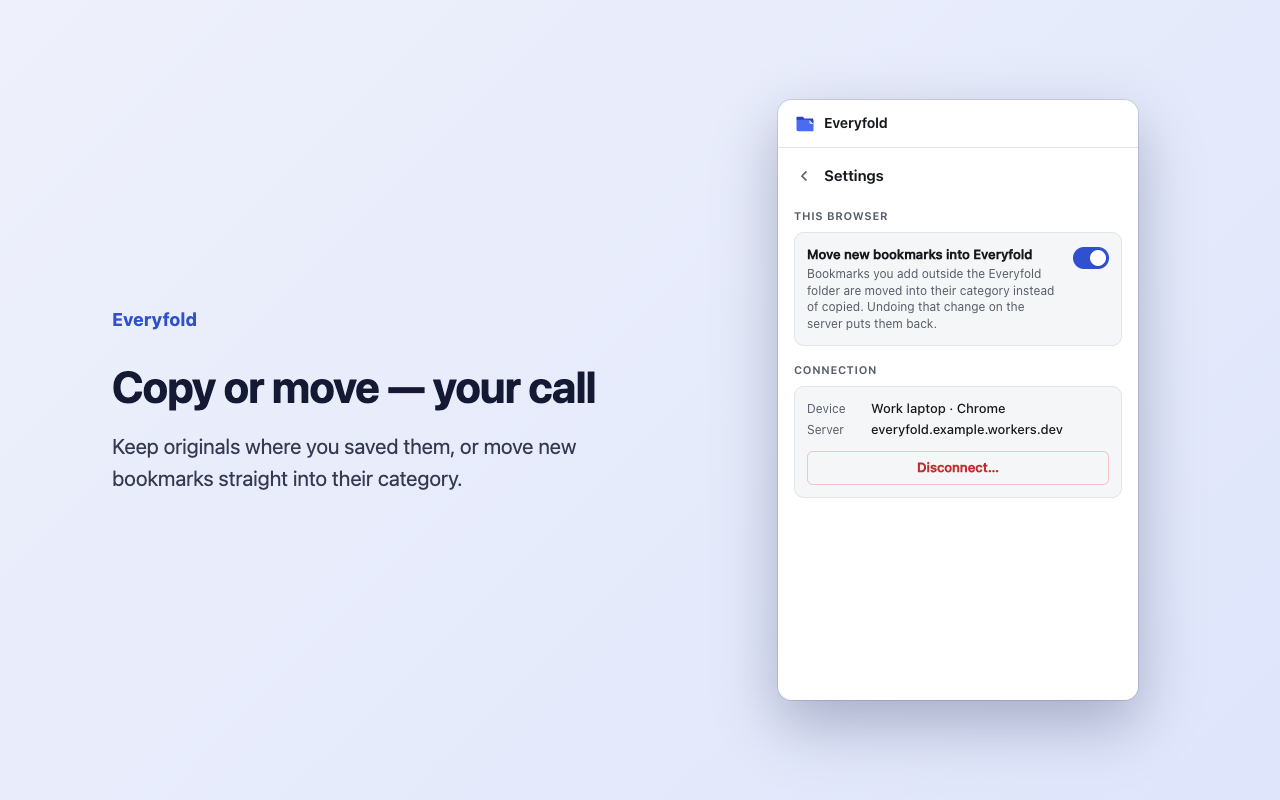 Everyfold
Copy or move — your call
Keep originals where you saved them, or move new
bookmarks straight into their category.
Everyfold
Settings
THIS BROWSER
Move new bookmarks into Everyfold
Bookmarks you add outside the Everyfold
folder are moved into their category instead
of copied. Undoing that change on the
server puts them back.
CONNECTION
Device Work laptop · Chrome
Server everyfold.example.workers.dev
Disconnect...